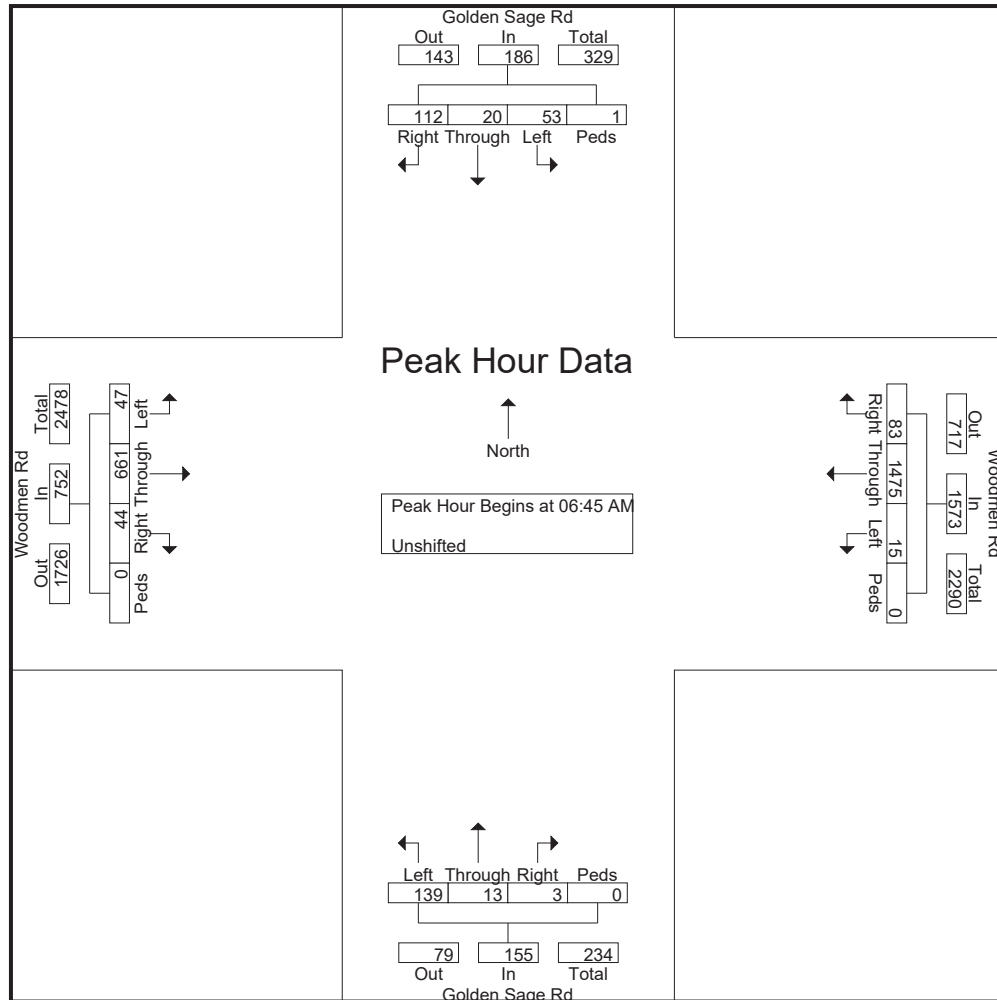 Golden Sage Rd
Out In Total
143 186 329
112 20 53 1
Right Through Left Peds
Peak Hour Data
North
Peak Hour Begins at 06:45 AM
Unshifted
Woodmen Rd
Total In Out
2478 752 1726
47 661 44 0
Left Through Right Peds
Woodmen Rd
Out In Total
717 1573 2290
83 1475 15 0
Right Through Left Peds
Left Through Right Peds
139 13 3 0
79 155 234
Out In Total
Golden Sage Rd